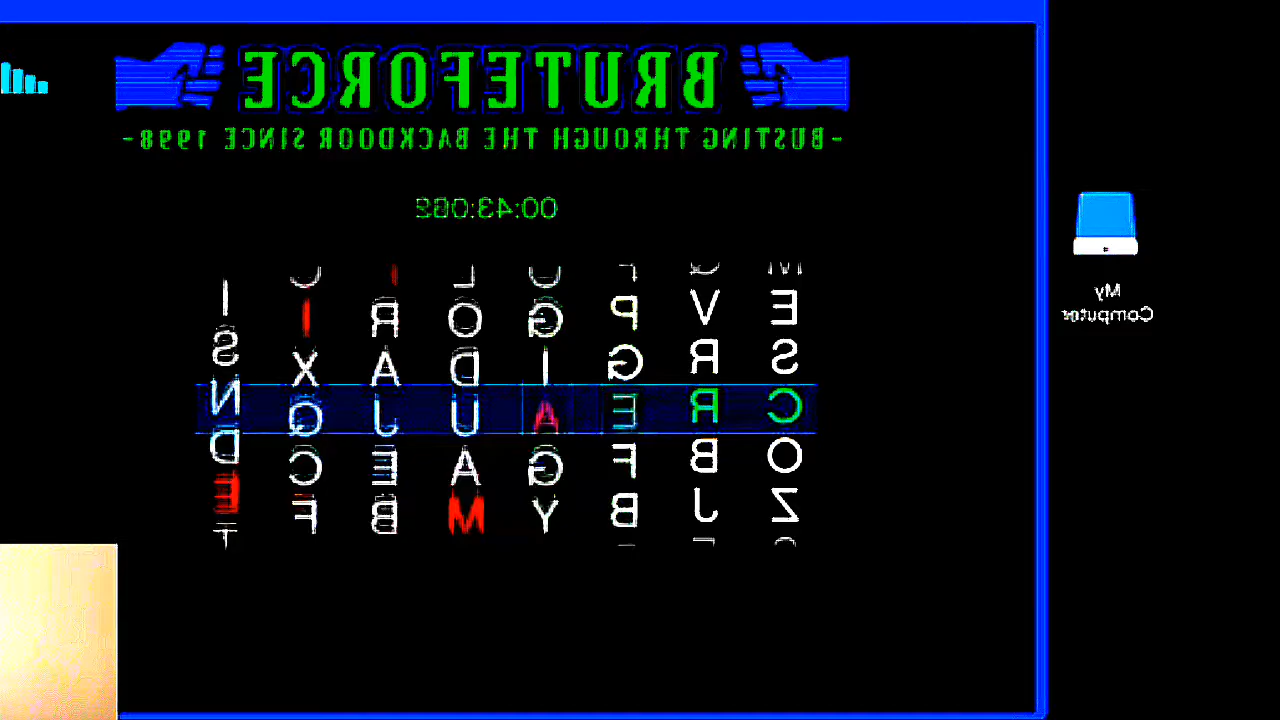 BRUTEFORCE
-BUSTING THROUGH THE BACKDOOR SINCE 1998-
E V P G O R I I
S R G I D A X S
C R E A U J Q N
O B F G A E C D
Z J B Y M B F E
My
Computer